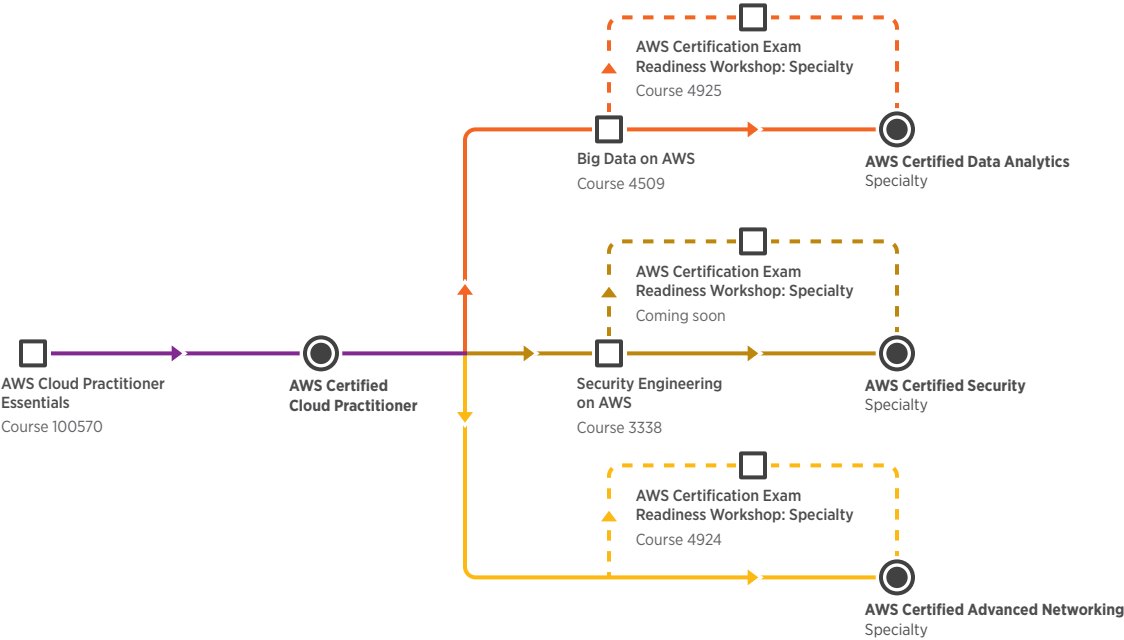 AWS Certification Exam
Readiness Workshop: Specialty
Course 4925
Big Data on AWS
Course 4509
AWS Certified Data Analytics
Specialty
AWS Certification Exam
Readiness Workshop: Specialty
Coming soon
AWS Cloud Practitioner
Essentials
Course 100570
AWS Certified
Cloud Practitioner
Security Engineering
on AWS
Course 3338
AWS Certified Security
Specialty
AWS Certification Exam
Readiness Workshop: Specialty
Course 4924
AWS Certified Advanced Networking
Specialty